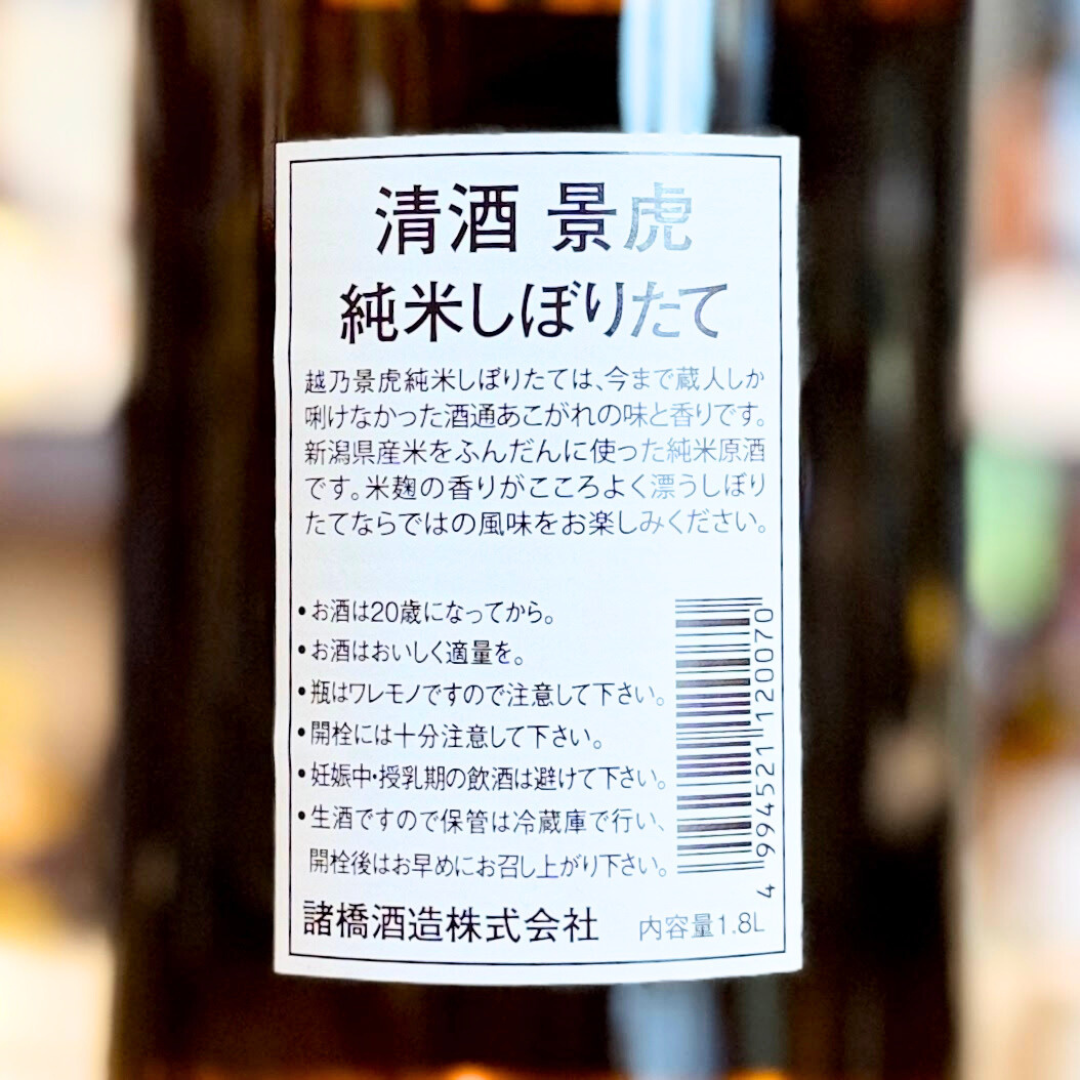 清酒 景虎
純米しぼりたて
越乃景虎純米しぼりたては、今まで蔵人しか
唎けなかった酒通あこがれの味と香りです。
新潟県産米をふんだんに使った純米原酒
です。米麹の香りがこころよく漂うしぼり
たてならではの風味をお楽しみください。
・お酒は20歳になってから。
・お酒はおいしく適量を。
・瓶はワレモノですので注意して下さい。
・開栓には十分注意して下さい。
・妊娠中・授乳期の飲酒は避けて下さい。
・生酒ですので保管は冷蔵庫で行い、
開栓後はお早めにお召し上がり下さい。
諸橋酒造株式会社 内容量1.8L
4 994521 120070